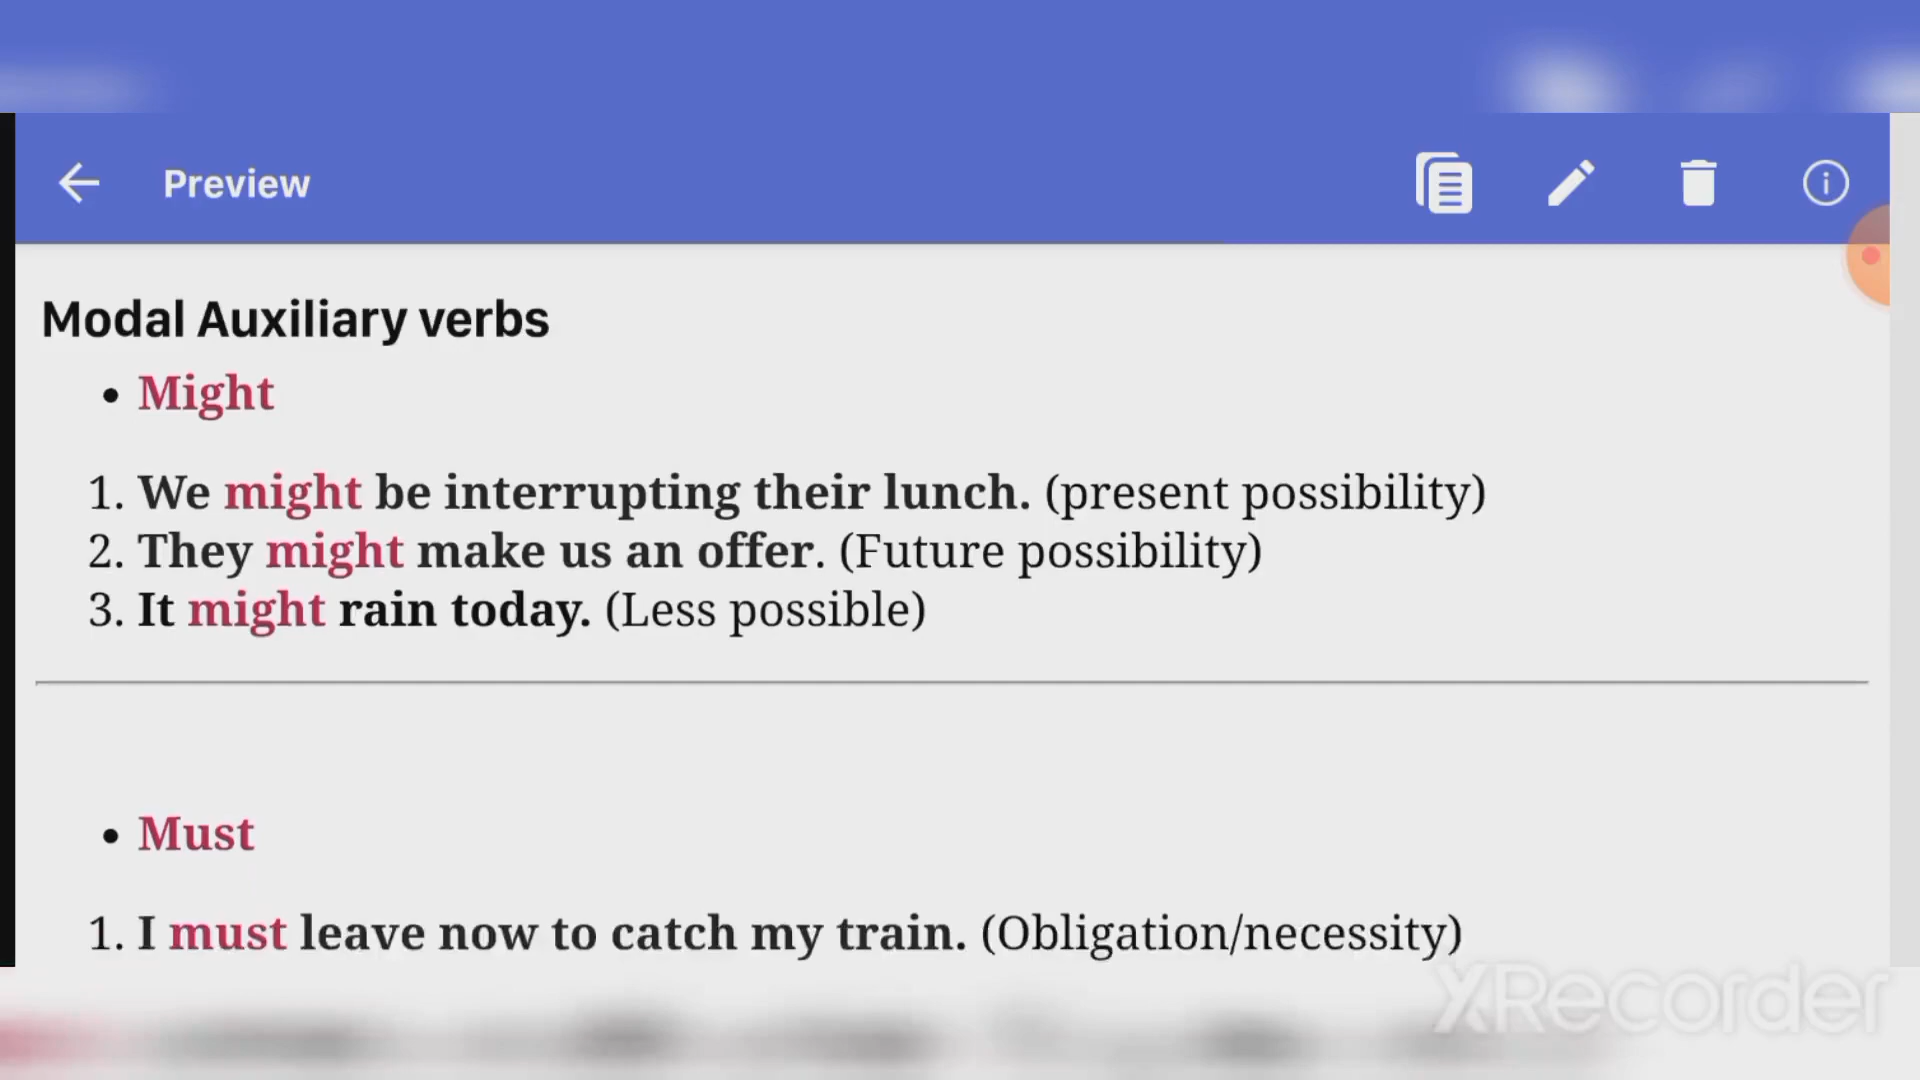 Preview
Modal Auxiliary verbs
• Might
1. We might be interrupting their lunch. (present possibility)
2. They might make us an offer. (Future possibility)
3. It might rain today. (Less possible)
• Must
1. I must leave now to catch my train. (Obligation/necessity)
XRecorder